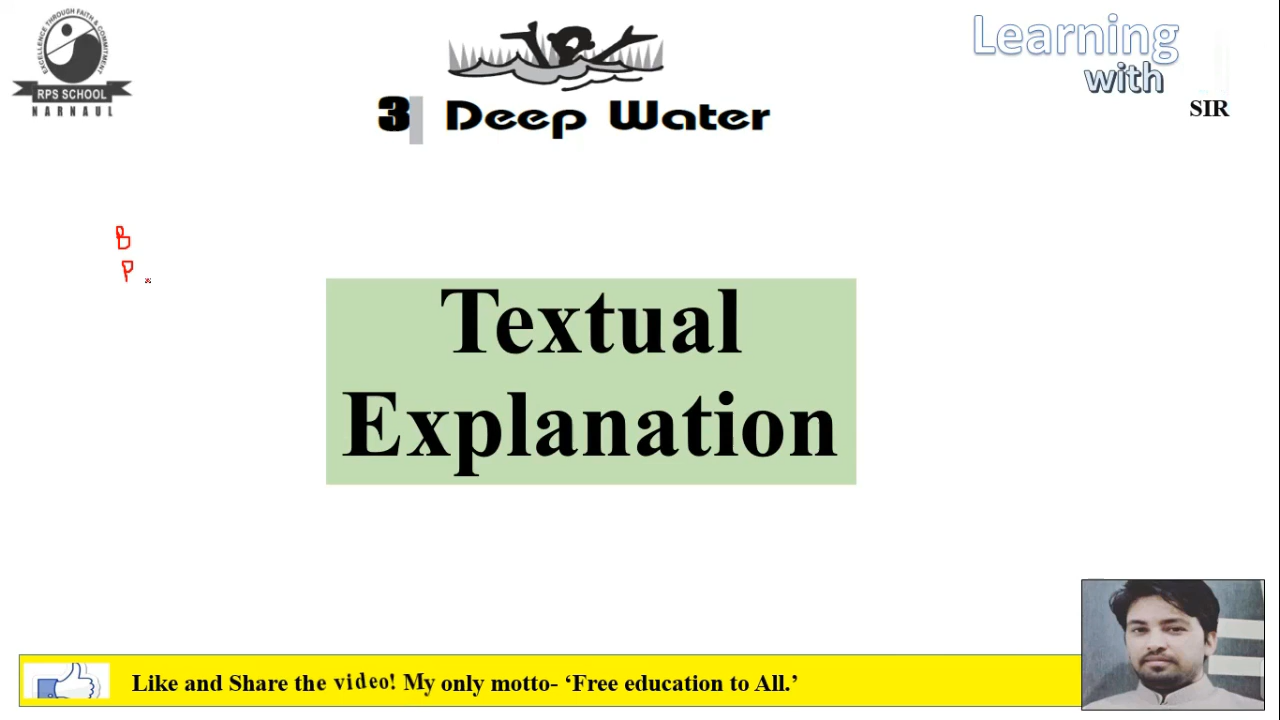 EXCELLENCE THROUGH FAITH & COMMITMENT
RPS SCHOOL
NARNAUL
3 Deep Water
Learning
with
SIR
B
P
Textual
Explanation
Like and Share the video! My only motto- ‘Free education to All.’